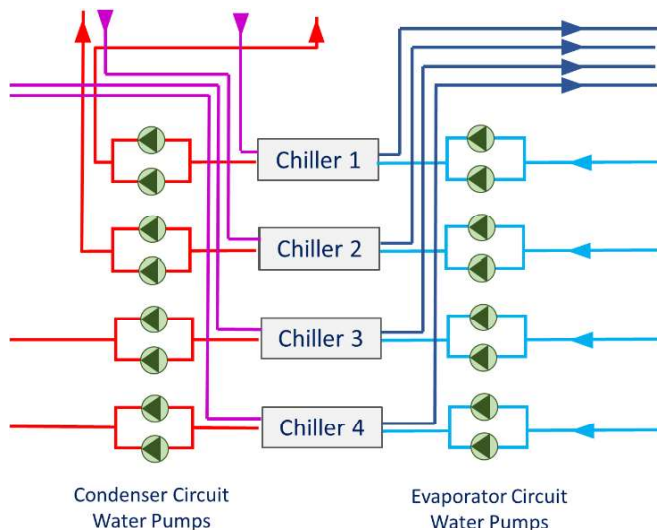 Chiller 1
Chiller 2
Chiller 3
Chiller 4
Condenser Circuit
Water Pumps
Evaporator Circuit
Water Pumps